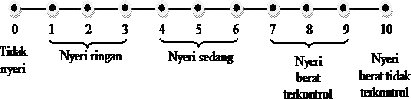 0 1 2 3 4 5 6 7 8 9 10
Tidak
nyeri
Nyeri ringan
Nyeri sedang
Nyeri
berat
terkontrol
Nyeri
berat tidak
terkontrol